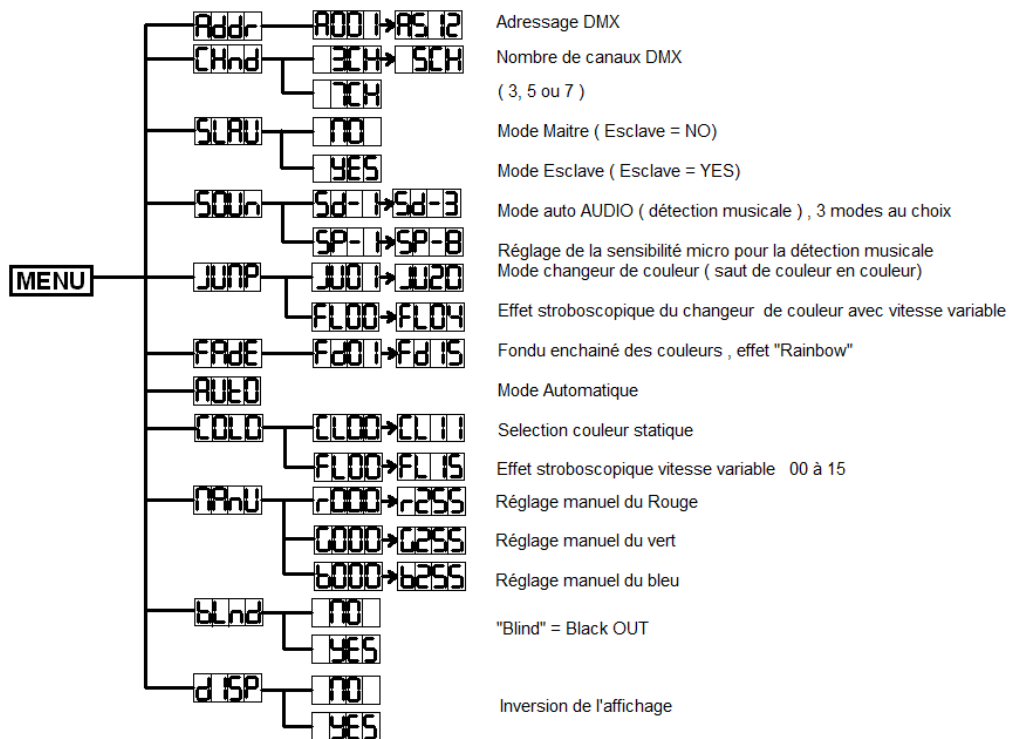 Addr A001 A512 Adressage DMX
CHnd 3CH 5CH Nombre de canaux DMX
7CH ( 3, 5 ou 7 )
SLAU NO Mode Maitre ( Esclave = NO)
YES Mode Esclave ( Esclave = YES)
SOUn Sd-1 Sd-3 Mode auto AUDIO ( détection musicale ) , 3 modes au choix
SP-1 SP-8 Réglage de la sensibilité micro pour la détection musicale
MENU JUMP JU01 JU20 Mode changeur de couleur ( saut de couleur en couleur)
FL00 FL04 Effet stroboscopique du changeur de couleur avec vitesse variable
FAdE Fd01 Fd15 Fondu enchainé des couleurs , effet "Rainbow"
AUtO Mode Automatique
COLO CL00 CL11 Selection couleur statique
FL00 FL15 Effet stroboscopique vitesse variable 00 à 15
MAnU r000 r255 Réglage manuel du Rouge
G000 G255 Réglage manuel du vert
b000 b255 Réglage manuel du bleu
bLnd NO "Blind" = Black OUT
YES
dISP NO Inversion de l'affichage
YES